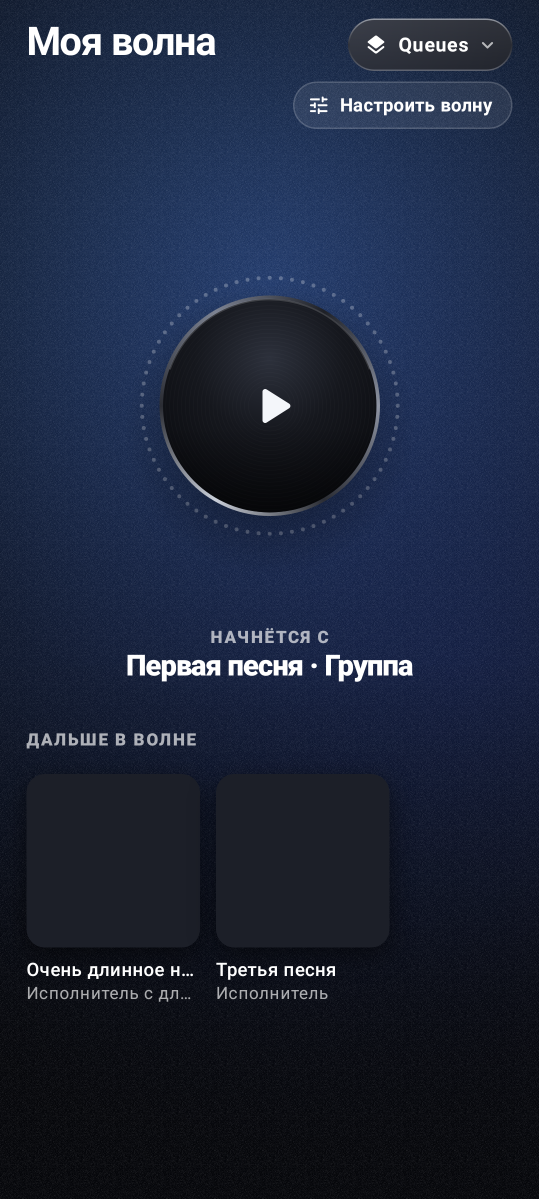 Моя волна
Queues
Настроить волну
НАЧНЁТСЯ С
Первая песня · Группа
ДАЛЬШЕ В ВОЛНЕ
Очень длинное н…
Исполнитель с дл…
Третья песня
Исполнитель